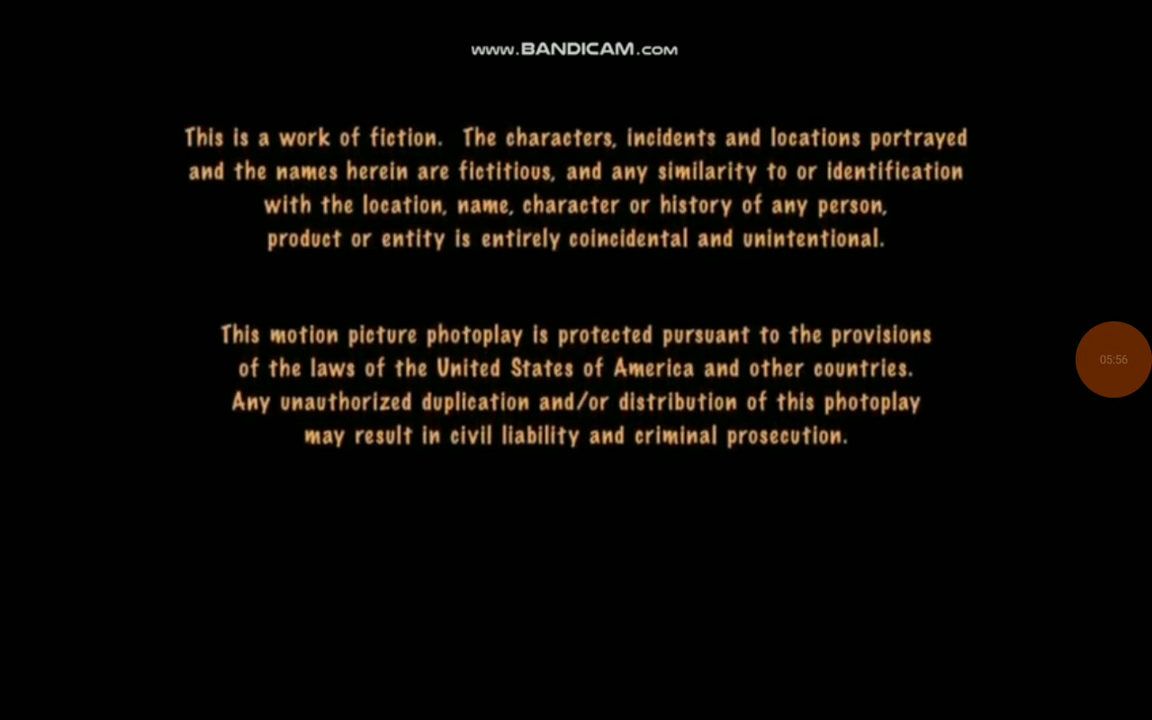 www.BANDICAM.com
This is a work of fiction. The characters, incidents and locations portrayed
and the names herein are fictitious, and any similarity to or identification
with the location, name, character or history of any person,
product or entity is entirely coincidental and unintentional.
This motion picture photoplay is protected pursuant to the provisions
of the laws of the United States of America and other countries.
Any unauthorized duplication and/or distribution of this photoplay
may result in civil liability and criminal prosecution.
05:56